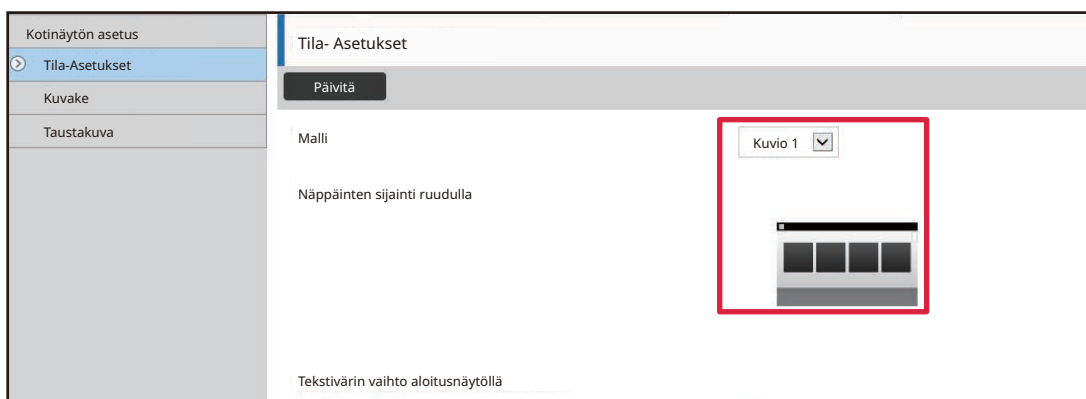 Kotinäytön asetus
Tila-Asetukset
Kuvake
Taustakuva
Tila- Asetukset
Päivitä
Malli
Kuvio 1
Näppäinten sijainti ruudulla
Tekstivärin vaihto aloitusnäytöllä